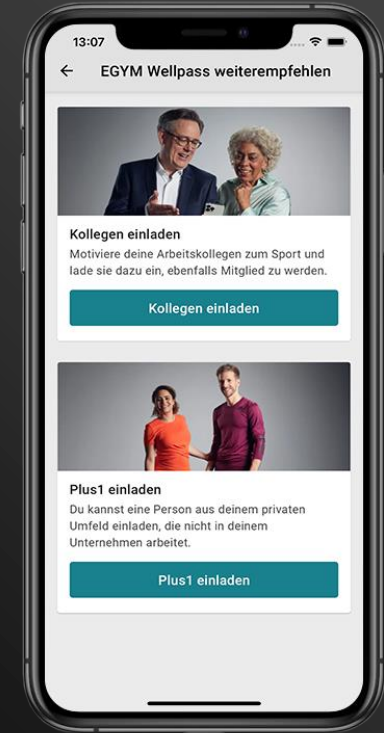 13:07
EGYM Wellpass weiterempfehlen
Kollegen einladen
Motiviere deine Arbeitskollegen zum Sport und
lade sie dazu ein, ebenfalls Mitglied zu werden.
Kollegen einladen
Plus1 einladen
Du kannst eine Person aus deinem privaten
Umfeld einladen, die nicht in deinem
Unternehmen arbeitet.
Plus1 einladen